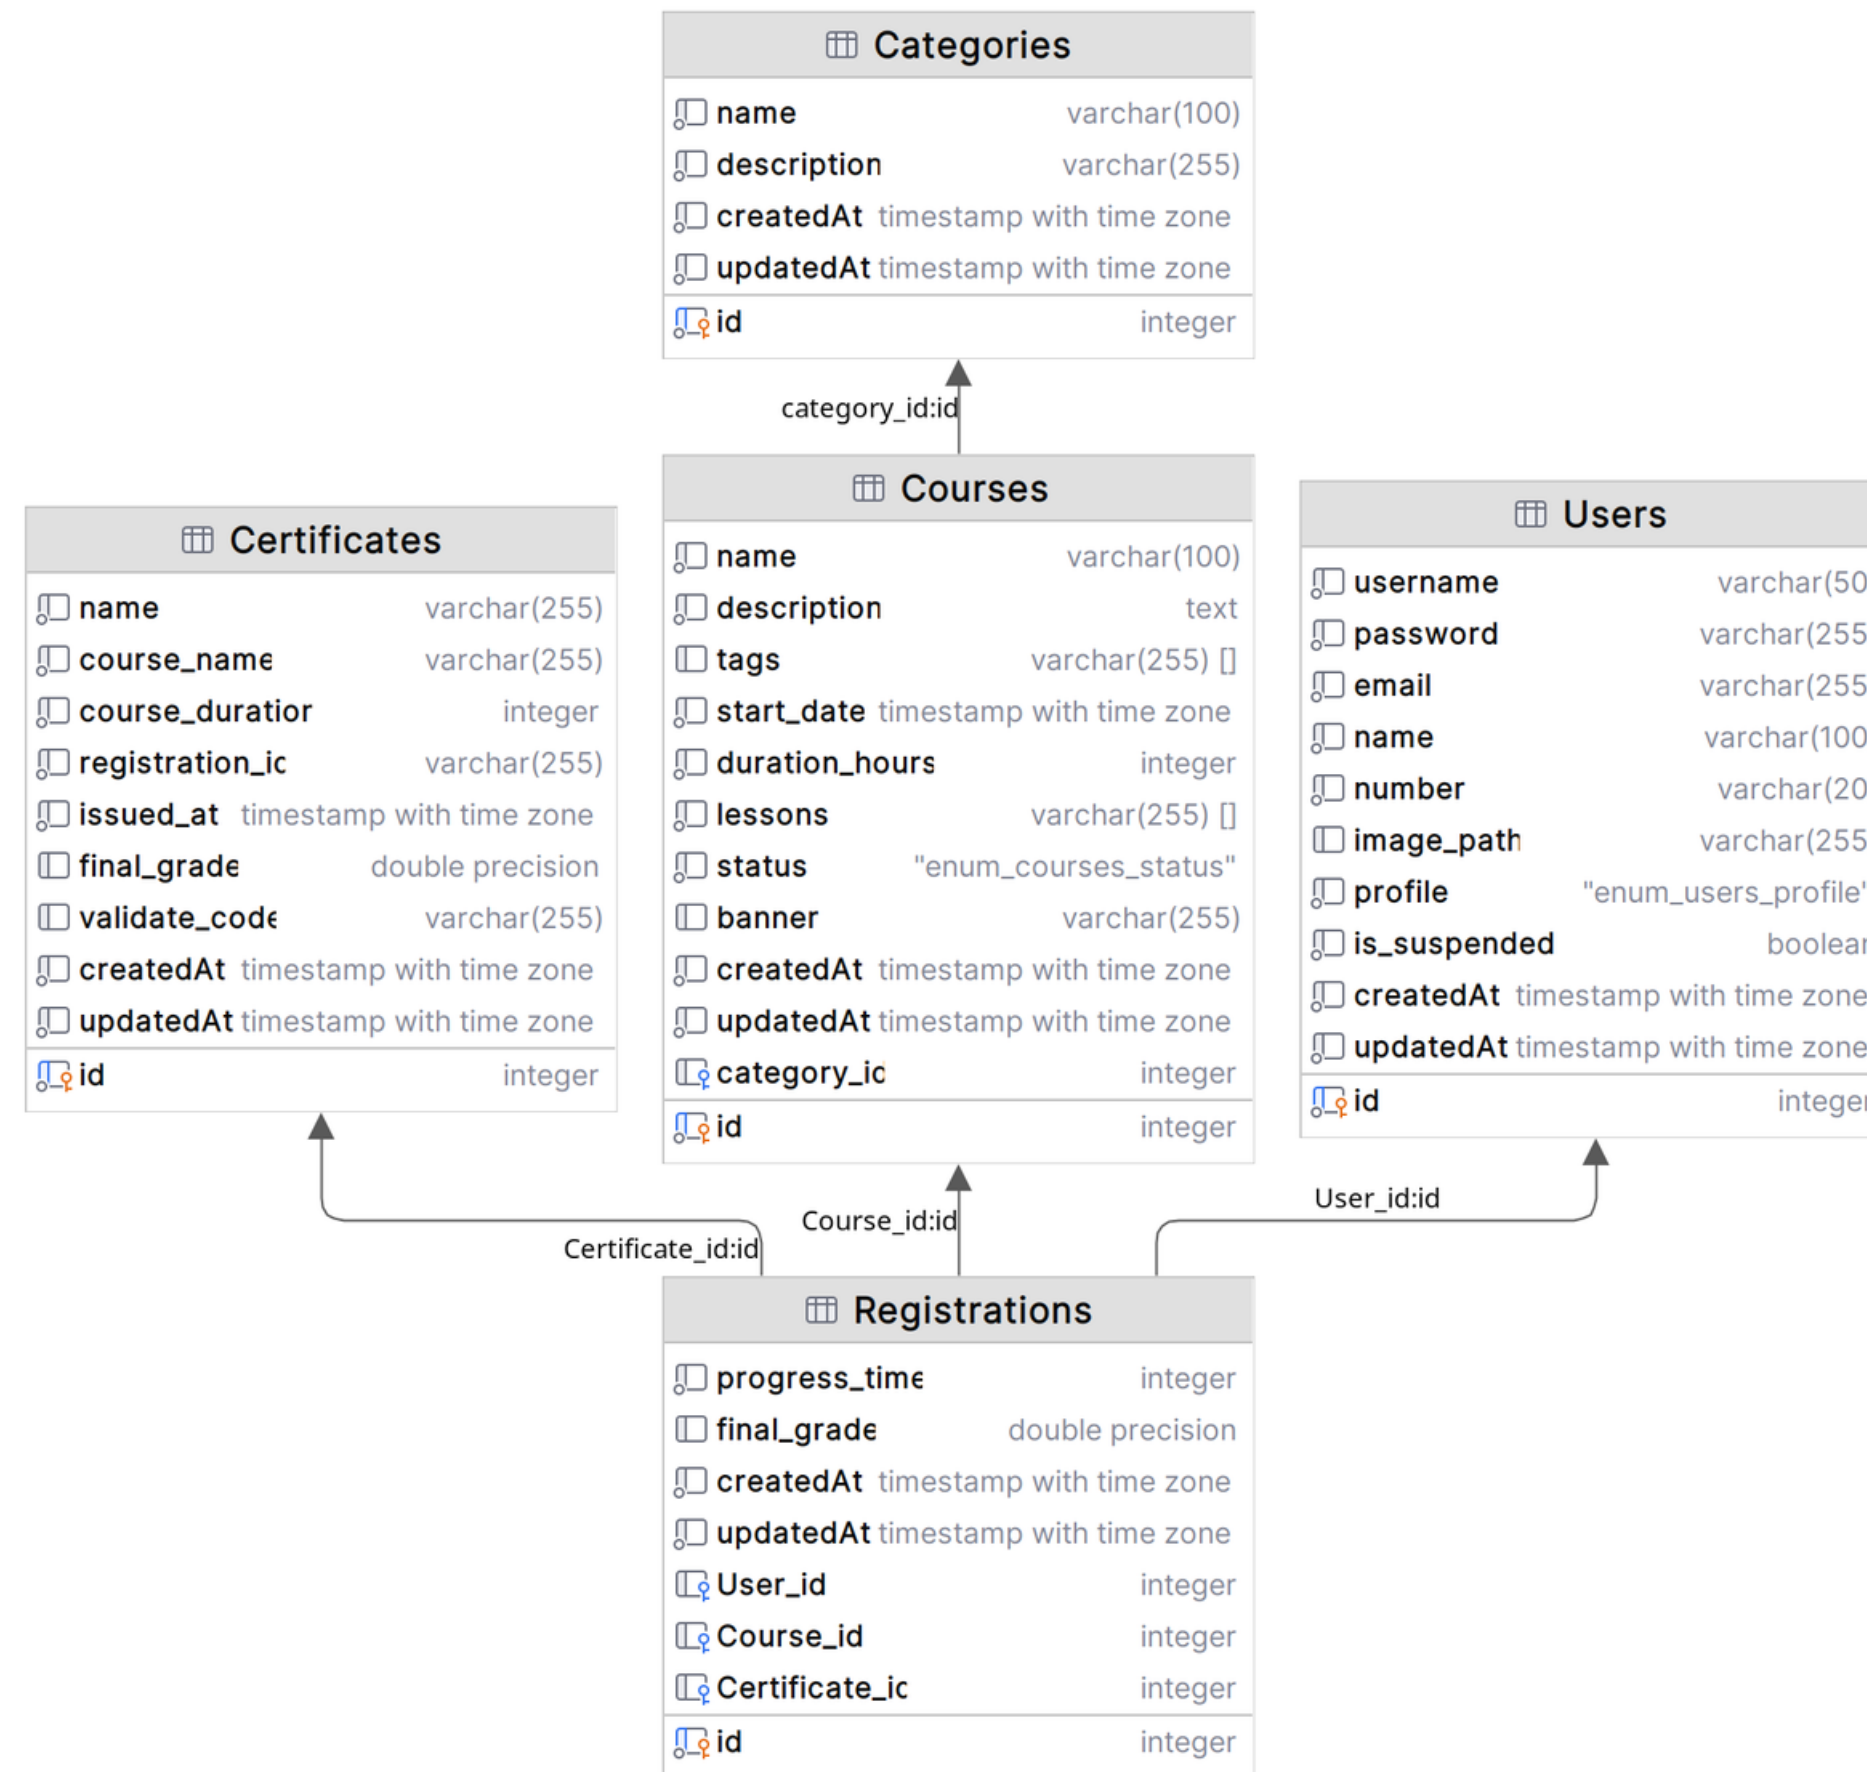 Categories
name varchar(100)
description varchar(255)
createdAt timestamp with time zone
updatedAt timestamp with time zone
id integer
category_id:id
Certificates
name varchar(255)
course_name varchar(255)
course_duratior integer
registration_ic varchar(255)
issued_at timestamp with time zone
final_grade double precision
validate_code varchar(255)
createdAt timestamp with time zone
updatedAt timestamp with time zone
id integer
Courses
name varchar(100)
description text
tags varchar(255) []
start_date timestamp with time zone
duration_hours integer
lessons varchar(255) []
status "enum_courses_status"
banner varchar(255)
createdAt timestamp with time zone
updatedAt timestamp with time zone
category_id integer
id integer
Users
username varchar(50
password varchar(255
email varchar(255
name varchar(100
number varchar(20
image_path varchar(255
profile "enum_users_profile"
is_suspended boolean
createdAt timestamp with time zone
updatedAt timestamp with time zone
id integer
Certificate_id:id
Course_id:id
User_id:id
Registrations
progress_time integer
final_grade double precision
createdAt timestamp with time zone
updatedAt timestamp with time zone
User_id integer
Course_id integer
Certificate_ic integer
id integer